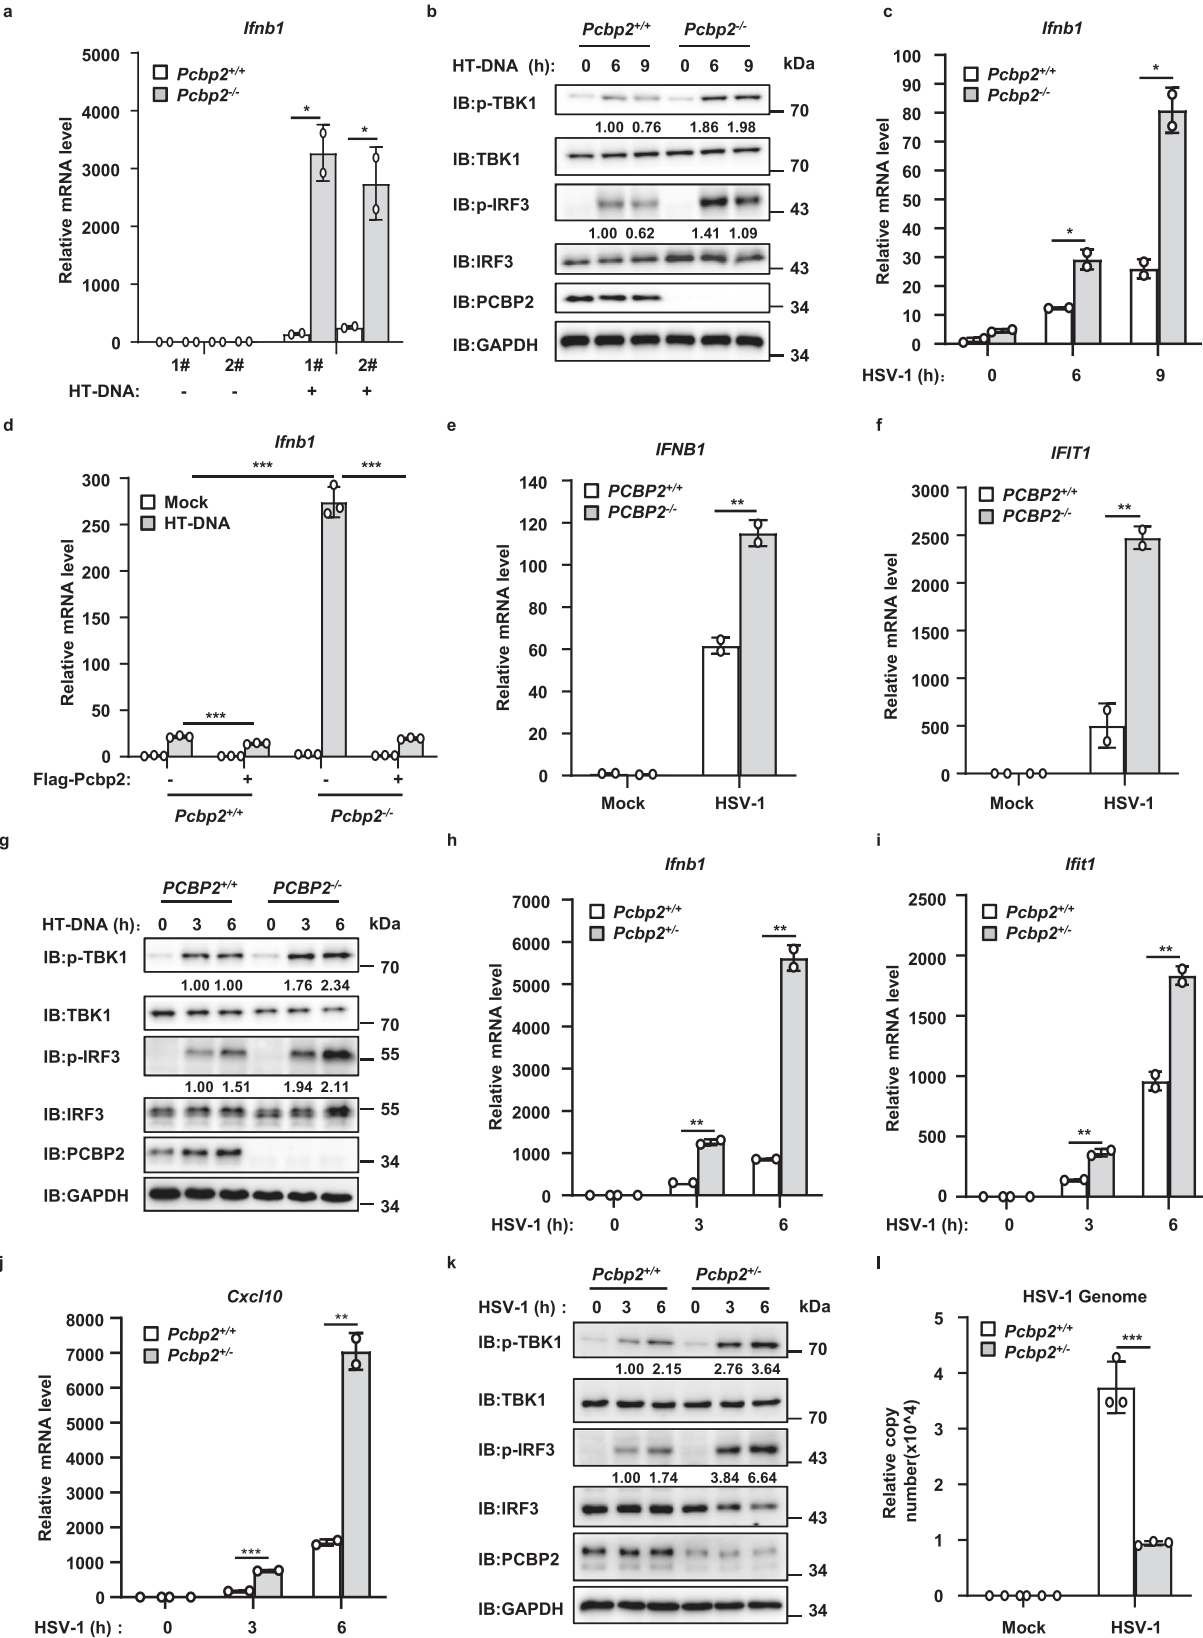 a
Ifnb1
Relative mRNA level
5000
4000
3000
2000
1000
0
Pcbp2+/+
Pcbp2-/-
*
*
1# 2# 1# 2#
HT-DNA: - - + +
b
Pcbp2+/+ Pcbp2-/-
HT-DNA (h): 0 6 9 0 6 9 kDa
IB:p-TBK1 70
1.00 0.76 1.86 1.98
IB:TBK1 70
IB:p-IRF3 43
1.00 0.62 1.41 1.09
IB:IRF3 43
IB:PCBP2 34
IB:GAPDH 34
c
Ifnb1
Relative mRNA level
100
90
80
70
60
50
40
30
20
10
0
Pcbp2+/+
Pcbp2-/-
*
*
HSV-1 (h): 0 6 9
d
Ifnb1
Relative mRNA level
300
250
200
150
100
50
0
Mock
HT-DNA
*** ***
***
Flag-Pcbp2: - + - +
Pcbp2+/+ Pcbp2-/-
e
IFNB1
Relative mRNA level
140
120
100
80
60
40
20
0
PCBP2+/+
PCBP2-/-
**
Mock HSV-1
f
IFIT1
Relative mRNA level
3000
2500
2000
1500
1000
500
0
PCBP2+/+
PCBP2-/-
**
Mock HSV-1
g
PCBP2+/+ PCBP2-/-
HT-DNA (h): 0 3 6 0 3 6 kDa
IB:p-TBK1 70
1.00 1.00 1.76 2.34
IB:TBK1 70
IB:p-IRF3 55
1.00 1.51 1.94 2.11
IB:IRF3 55
IB:PCBP2 34
IB:GAPDH 34
h
Ifnb1
Relative mRNA level
7000
6000
5000
4000
3000
2000
1000
0
Pcbp2+/+
Pcbp2+/-
**
**
HSV-1 (h): 0 3 6
i
Ifit1
Relative mRNA level
2500
2000
1500
1000
500
0
Pcbp2+/+
Pcbp2+/-
**
**
HSV-1 (h): 0 3 6
j
Cxcl10
Relative mRNA level
8000
7000
6000
5000
4000
3000
2000
1000
0
Pcbp2+/+
Pcbp2+/-
***
**
HSV-1 (h) : 0 3 6
k
Pcbp2+/+ Pcbp2+/-
HSV-1 (h) : 0 3 6 0 3 6 kDa
IB:p-TBK1 70
1.00 2.15 2.76 3.64
IB:TBK1 70
IB:p-IRF3 43
1.00 1.74 3.84 6.64
IB:IRF3 43
IB:PCBP2 34
IB:GAPDH 34
l
HSV-1 Genome
Relative copy
number(x10^4)
5
4
3
2
1
0
Pcbp2+/+
Pcbp2+/-
***
Mock HSV-1